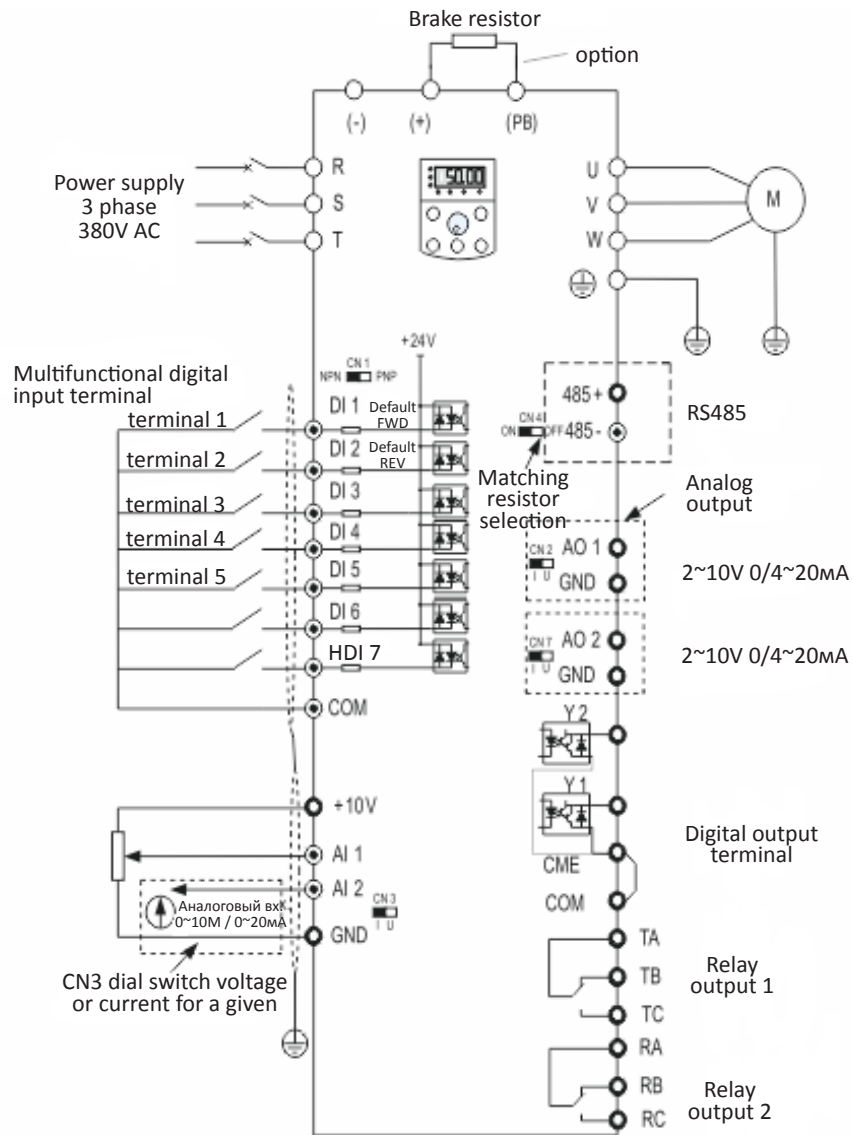 Brake resistor
option
(-)
(+)
(PB)
R
S
T
Power supply
3 phase
380V AC
50.00
U
V
W
M
+24V
CN 1
NPN
PNP
Multifunctional digital
input terminal
terminal 1
terminal 2
terminal 3
terminal 4
terminal 5
DI 1
Default
FWD
DI 2
Default
REV
DI 3
DI 4
DI 5
DI 6
HDI 7
COM
485+
CN 4
ON
OFF
485-
RS485
Matching
resistor
selection
Analog
output
CN 2
I U
AO 1
GND
2~10V 0/4~20мА
CN 7
I U
AO 2
GND
2~10V 0/4~20мА
Y 2
Y 1
CME
COM
Digital output
terminal
+10V
AI 1
AI 2
CN 3
I U
GND
Аналоговый вх
0~10М / 0~20мА
CN3 dial switch voltage
or current for a given
TA
TB
TC
Relay
output 1
RA
RB
RC
Relay
output 2